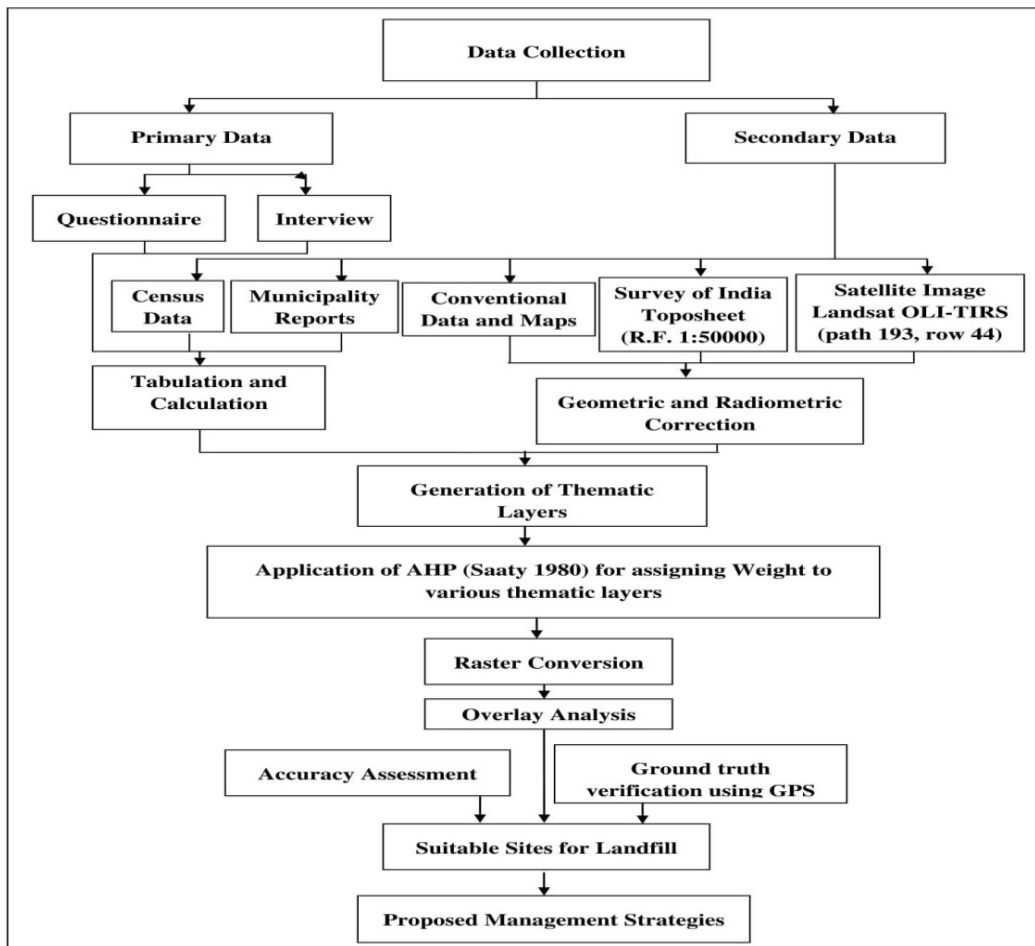 Data Collection
Primary Data
Secondary Data
Questionnaire
Interview
Census
Data
Municipality
Reports
Conventional
Data and Maps
Survey of India
Toposheet
(R.F. 1:50000)
Satellite Image
Landsat OLI-TIRS
(path 193, row 44)
Tabulation and
Calculation
Geometric and Radiometric
Correction
Generation of Thematic
Layers
Application of AHP (Saaty 1980) for assigning Weight to
various thematic layers
Raster Conversion
Overlay Analysis
Accuracy Assessment
Ground truth
verification using GPS
Suitable Sites for Landfill
Proposed Management Strategies